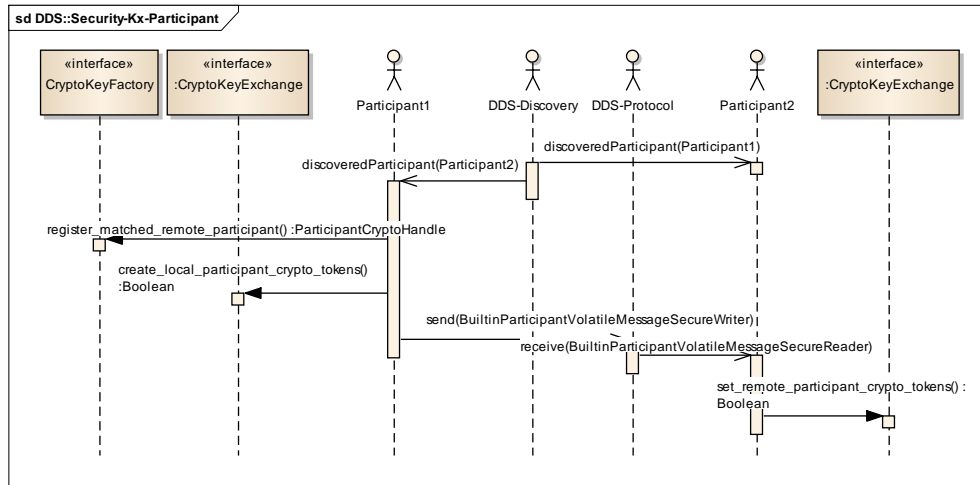 sd DDS::Security-Kx-Participant
«interface»
CryptoKeyFactory
«interface»
:CryptoKeyExchange
Participant1
DDS-Discovery
DDS-Protocol
Participant2
«interface»
:CryptoKeyExchange
discoveredParticipant(Participant1)
discoveredParticipant(Participant2)
register_matched_remote_participant() :ParticipantCryptoHandle
create_local_participant_crypto_tokens()
:Boolean
send(BuiltinParticipantVolatileMessageSecureWriter)
receive(BuiltinParticipantVolatileMessageSecureReader)
set_remote_participant_crypto_tokens() :
Boolean